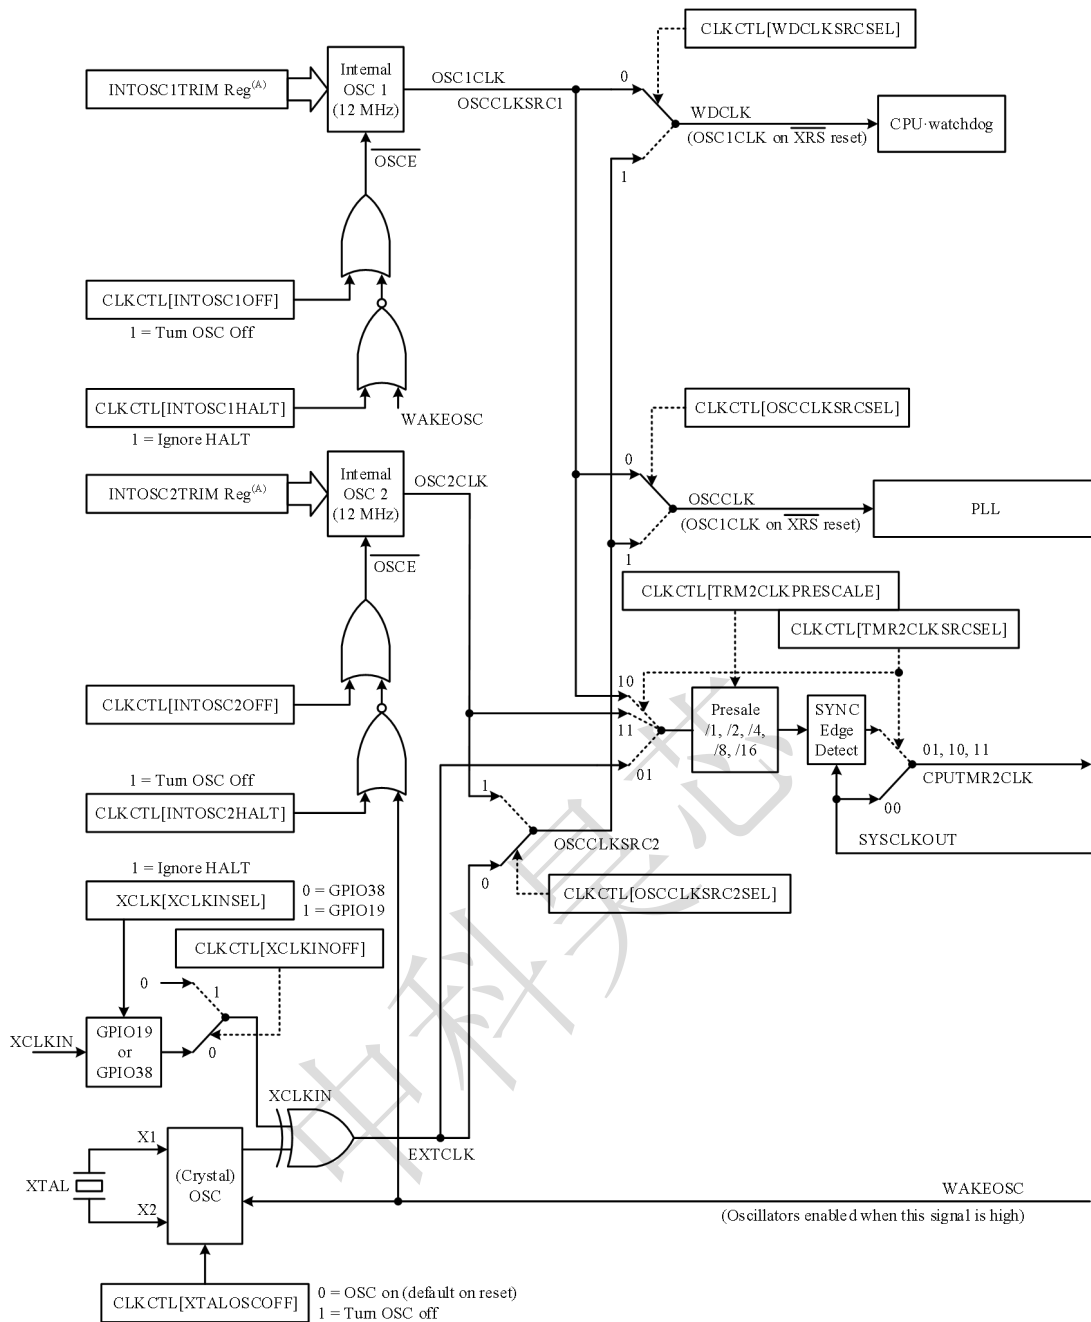 CLKCTL[WDCLKSRCSEL]
INTOSC1TRIM Reg(A)
Internal
OSC 1
(12 MHz)
OSC1CLK
OSCCLKSRC1
0
WDCLK
(OSC1CLK on XRS reset)
CPU·watchdog
1
OSCE
CLKCTL[INTOSC1OFF]
1 = Turn OSC Off
CLKCTL[INTOSC1HALT]
WAKEOSC
1 = Ignore HALT
CLKCTL[OSCCLKSRCSEL]
INTOSC2TRIM Reg(A)
Internal
OSC 2
(12 MHz)
OSC2CLK
0
OSCCLK
(OSC1CLK on XRS reset)
PLL
1
OSCE
CLKCTL[TRM2CLKPRESCALE]
CLKCTL[TMR2CLKSRCSEL]
CLKCTL[INTOSC2OFF]
1 = Turn OSC Off
10
11
01
Presale
/1, /2, /4,
/8, /16
SYNC
Edge
Detect
01, 10, 11
CPUTMR2CLK
00
SYSCLKOUT
CLKCTL[INTOSC2HALT]
1 = Ignore HALT
1
OSCCLKSRC2
0
CLKCTL[OSCCLKSRC2SEL]
XCLK[XCLKINSEL]
0 = GPIO38
1 = GPIO19
CLKCTL[XCLKINOFF]
0
1
XCLKIN
GPIO19
or
GPIO38
0
XCLKIN
EXTCLK
X1
XTAL
(Crystal)
OSC
X2
WAKEOSC
(Oscillators enabled when this signal is high)
CLKCTL[XTALOSCOFF]
0 = OSC on (default on reset)
1 = Turn OSC off
中科昊芯